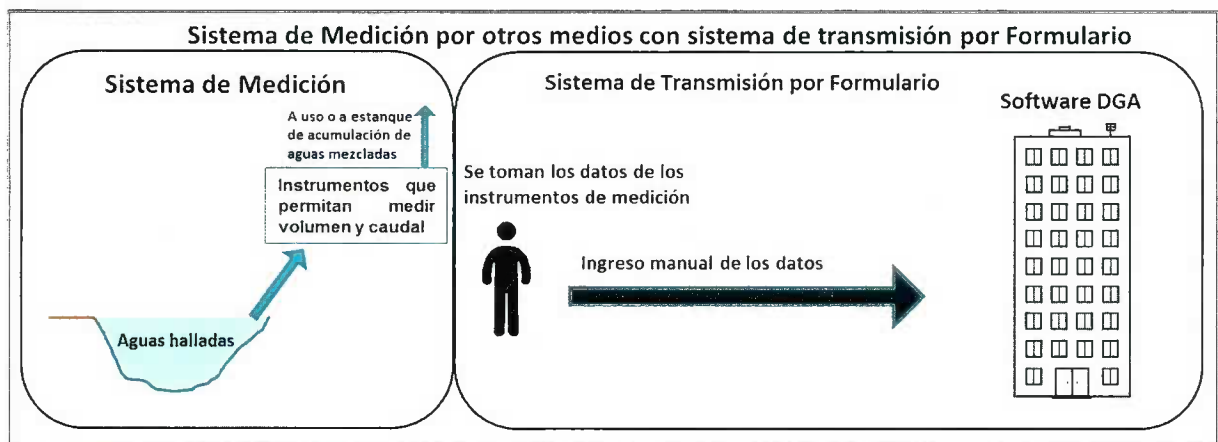 Sistema de Medición por otros medios con sistema de transmisión por Formulario
Sistema de Medición
A uso o a estanque
de acumulación de
aguas mezcladas
Instrumentos que
permitan medir
volumen y caudal
Aguas halladas
Sistema de Transmisión por Formulario
Software DGA
Se toman los datos de los
instrumentos de medición
Ingreso manual de los datos